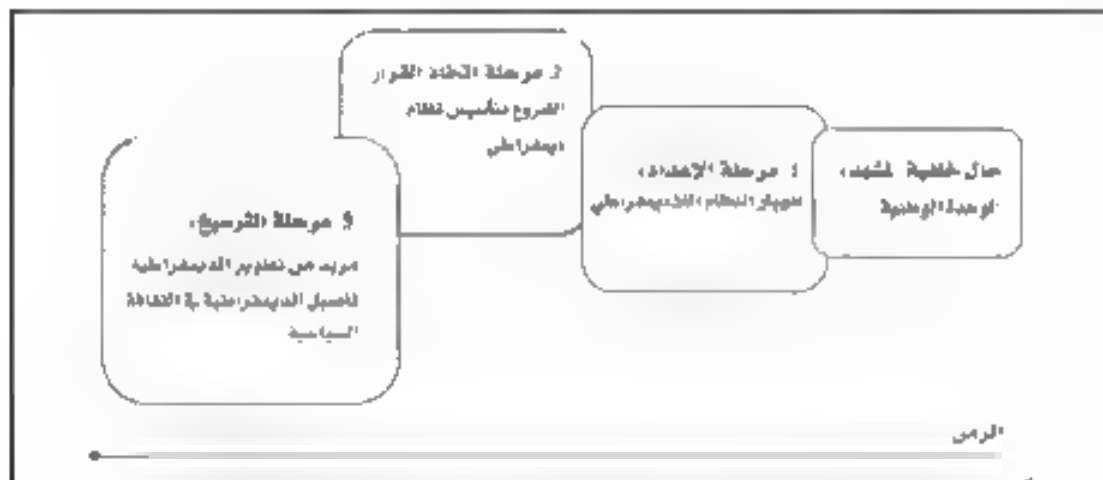 حال خلفية المشهد،
الوحدة الوطنية
1. مرحلة الإعداد،
انهيار النظام اللاديمقراطي
2. مرحلة اتخاذ القرار
الشروع بتأسيس نظام
ديمقراطي
3. مرحلة الترسيخ،
مزيد من تطوير الديمقراطية
تأصيل الديمقراطية في الثقافة
السياسية
الزمن